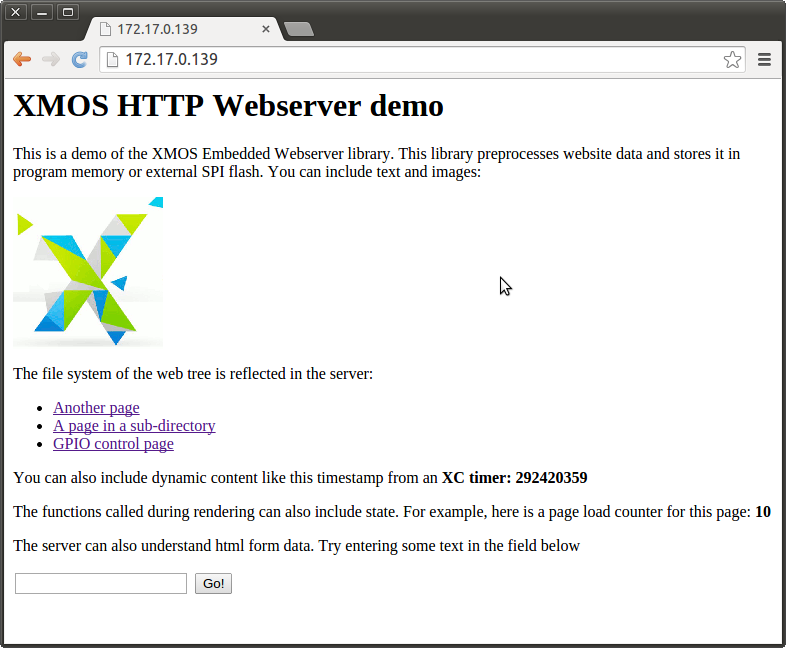 172.17.0.139
172.17.0.139
XMOS HTTP Webserver demo
This is a demo of the XMOS Embedded Webserver library. This library preprocesses website data and stores it in
program memory or external SPI flash. You can include text and images:
The file system of the web tree is reflected in the server:
Another page
A page in a sub-directory
GPIO control page
You can also include dynamic content like this timestamp from an XC timer: 292420359
The functions called during rendering can also include state. For example, here is a page load counter for this page: 10
The server can also understand html form data. Try entering some text in the field below
Go!